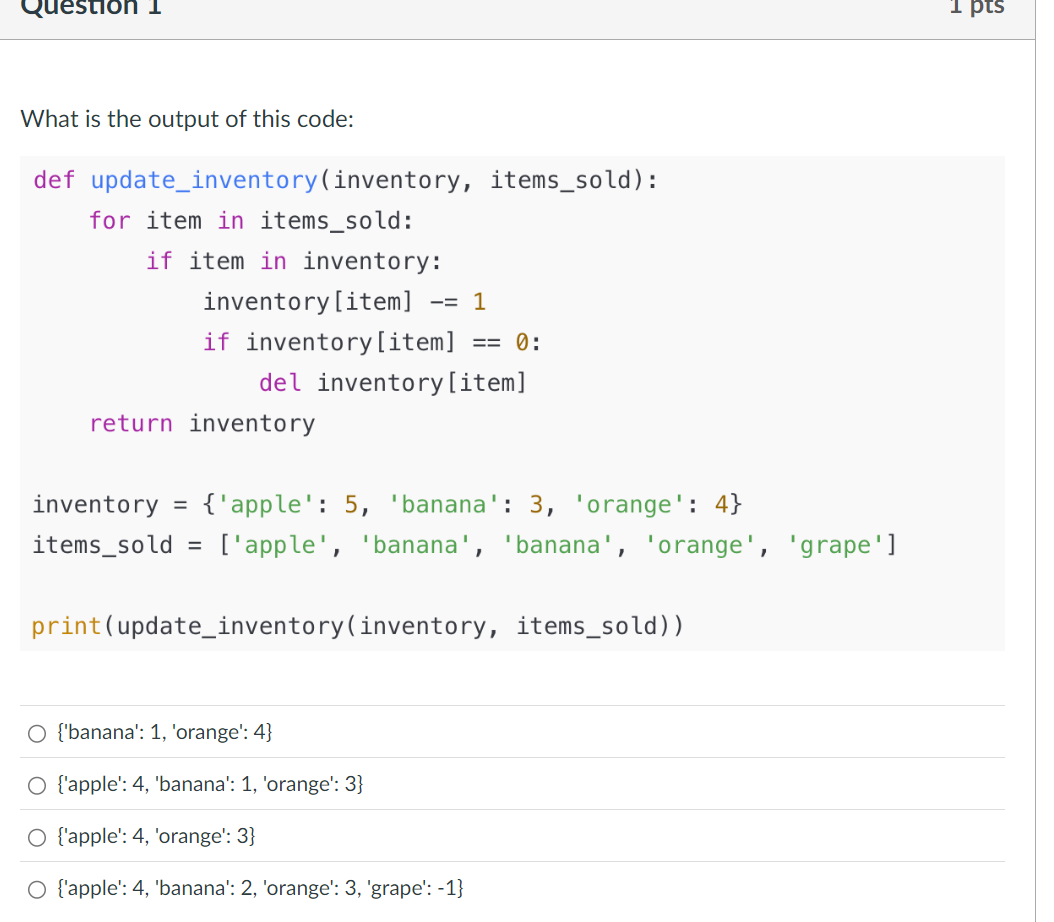 Question 1
1 pts
What is the output of this code:
def update_inventory(inventory, items_sold):
    for item in items_sold:
        if item in inventory:
            inventory[item] -= 1
            if inventory[item] == 0:
                del inventory[item]
    return inventory
inventory = {'apple': 5, 'banana': 3, 'orange': 4}
items_sold = ['apple', 'banana', 'banana', 'orange', 'grape']
print(update_inventory(inventory, items_sold))
{'banana': 1, 'orange': 4}
{'apple': 4, 'banana': 1, 'orange': 3}
{'apple': 4, 'orange': 3}
{'apple': 4, 'banana': 2, 'orange': 3, 'grape': -1}